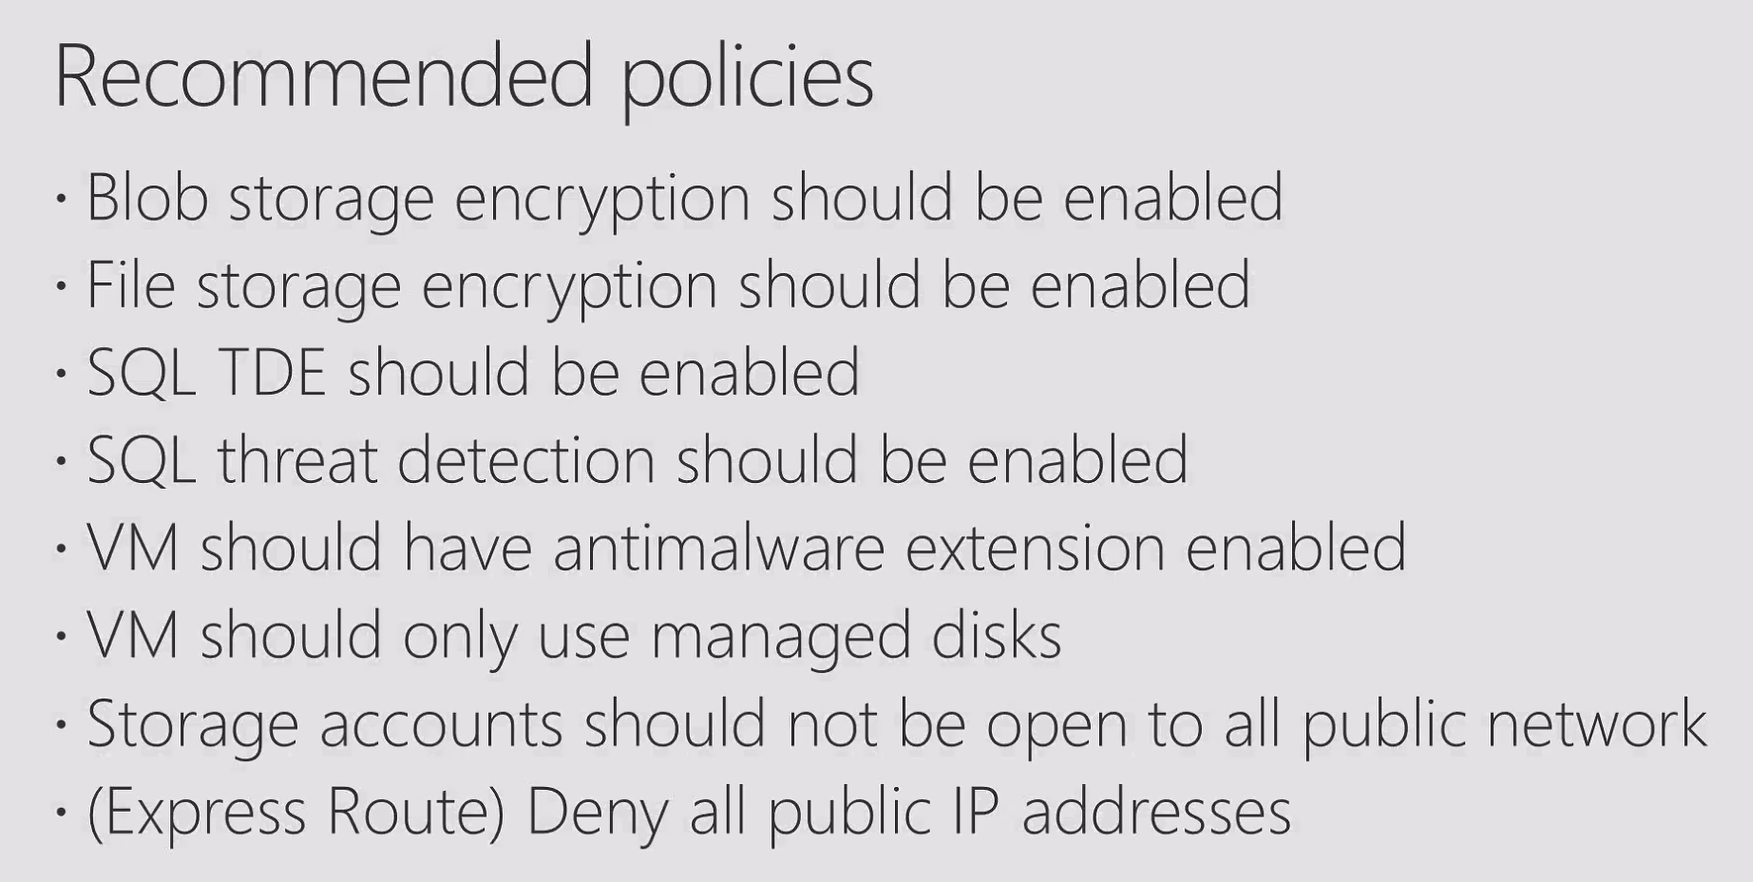 Recommended policies
• Blob storage encryption should be enabled
• File storage encryption should be enabled
• SQL TDE should be enabled
• SQL threat detection should be enabled
• VM should have antimalware extension enabled
• VM should only use managed disks
• Storage accounts should not be open to all public network
• (Express Route) Deny all public IP addresses